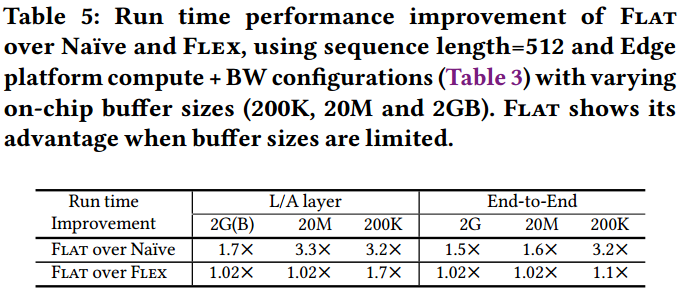 Table 5: Run time performance improvement of FLAT
over Naïve and FLEX, using sequence length=512 and Edge
platform compute + BW configurations (Table 3) with varying
on-chip buffer sizes (200K, 20M and 2GB). FLAT shows its
advantage when buffer sizes are limited.
Run time L/A layer End-to-End
Improvement 2G(B) 20M 200K 2G 20M 200K
FLAT over Naïve 1.7× 3.3× 3.2× 1.5× 1.6× 3.2×
FLAT over FLEX 1.02× 1.02× 1.7× 1.02× 1.02× 1.1×